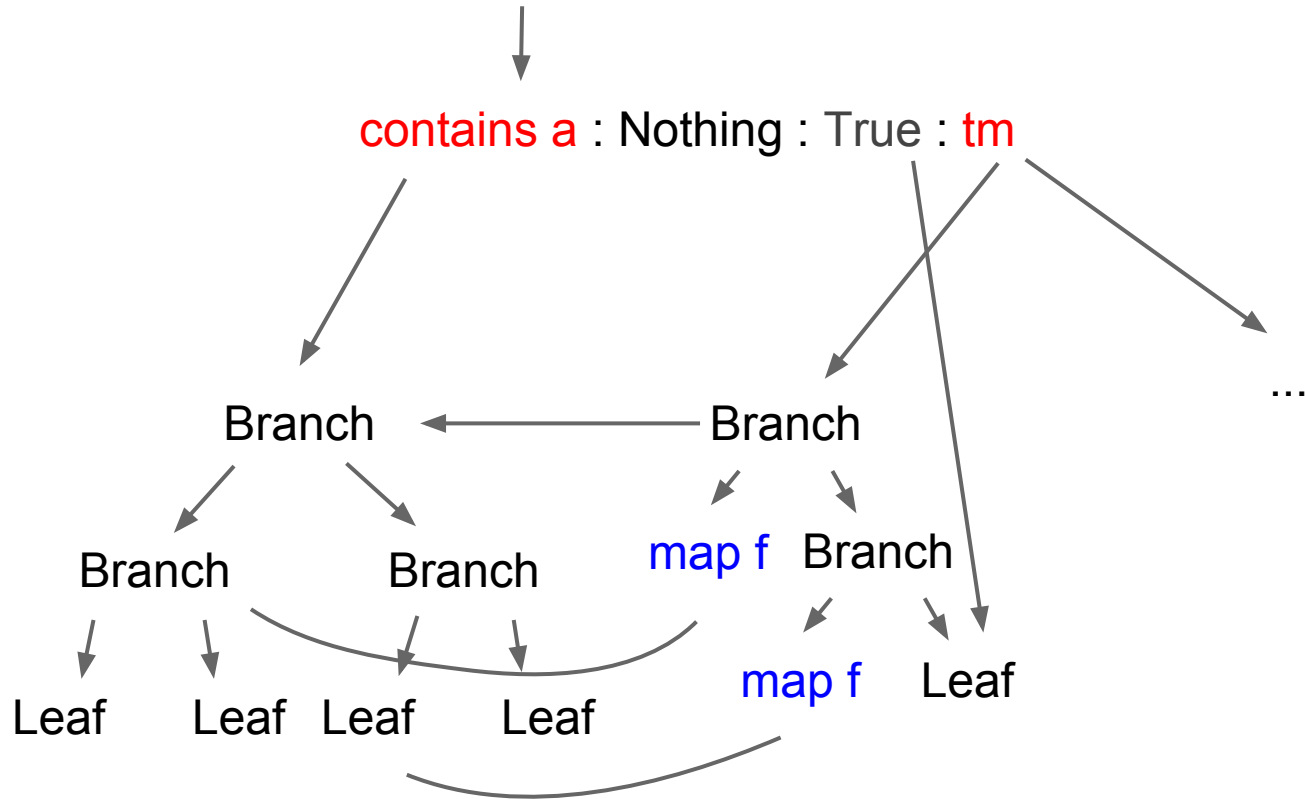 contains a : Nothing : True : tm
...
Branch
Branch
map f
Branch
Branch
Branch
map f
Leaf
Leaf
Leaf
Leaf
Leaf